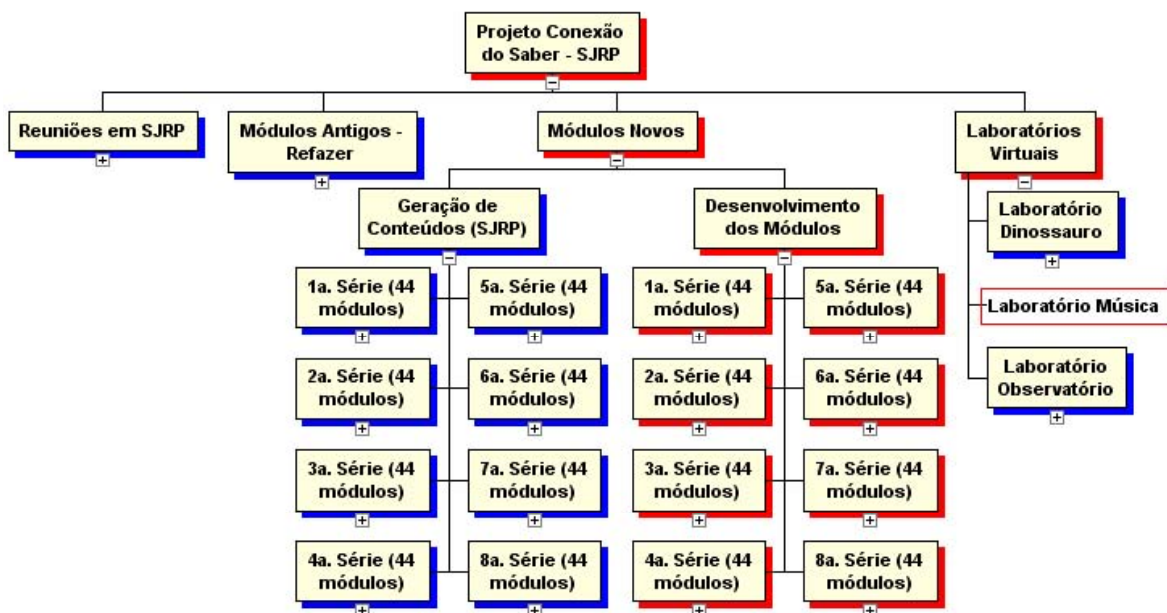 Projeto Conexão
do Saber - SJRP
Reuniões em SJRP
Módulos Antigos -
Refazer
Módulos Novos
Laboratórios
Virtuais
Geração de
Conteúdos (SJRP)
Desenvolvimento
dos Módulos
Laboratório
Dinossauro
Laboratório Música
Laboratório
Observatório
1a. Série (44
módulos)
5a. Série (44
módulos)
1a. Série (44
módulos)
5a. Série (44
módulos)
2a. Série (44
módulos)
6a. Série (44
módulos)
2a. Série (44
módulos)
6a. Série (44
módulos)
3a. Série (44
módulos)
7a. Série (44
módulos)
3a. Série (44
módulos)
7a. Série (44
módulos)
4a. Série (44
módulos)
8a. Série (44
módulos)
4a. Série (44
módulos)
8a. Série (44
módulos)